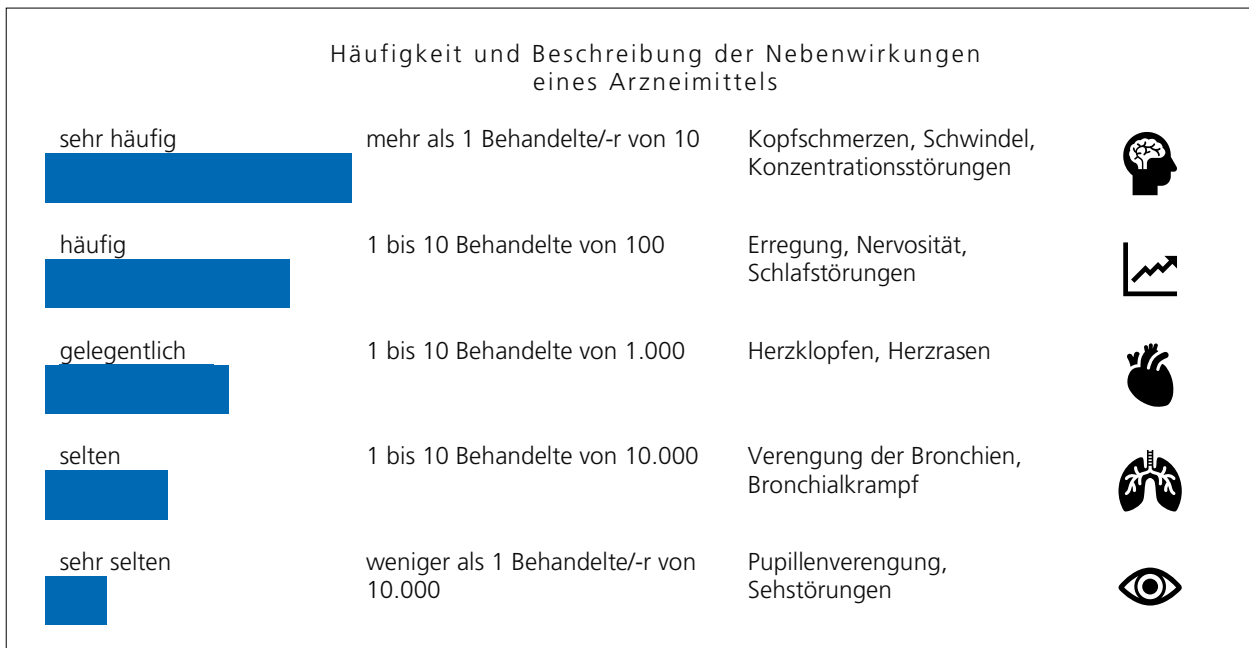 Häufigkeit und Beschreibung der Nebenwirkungen
eines Arzneimittels
sehr häufig
mehr als 1 Behandelte/-r von 10
Kopfschmerzen, Schwindel,
Konzentrationsstörungen
häufig
1 bis 10 Behandelte von 100
Erregung, Nervosität,
Schlafstörungen
gelegentlich
1 bis 10 Behandelte von 1.000
Herzklopfen, Herzrasen
selten
1 bis 10 Behandelte von 10.000
Verengung der Bronchien,
Bronchialkrampf
sehr selten
weniger als 1 Behandelte/-r von
10.000
Pupillenverengung,
Sehstörungen